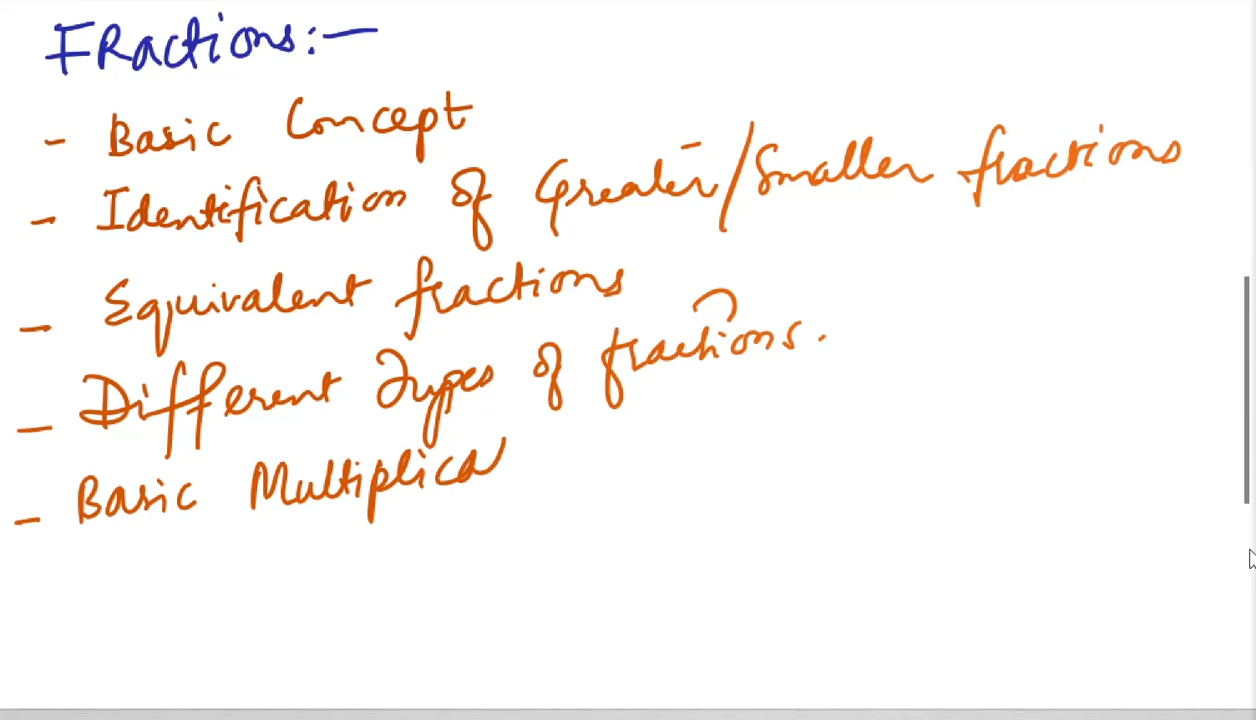 Fractions:-
- Basic Concept
- Identification of Greater/Smaller fractions
- Equivalent fractions
- Different Types of fractions.
- Basic Multiplica